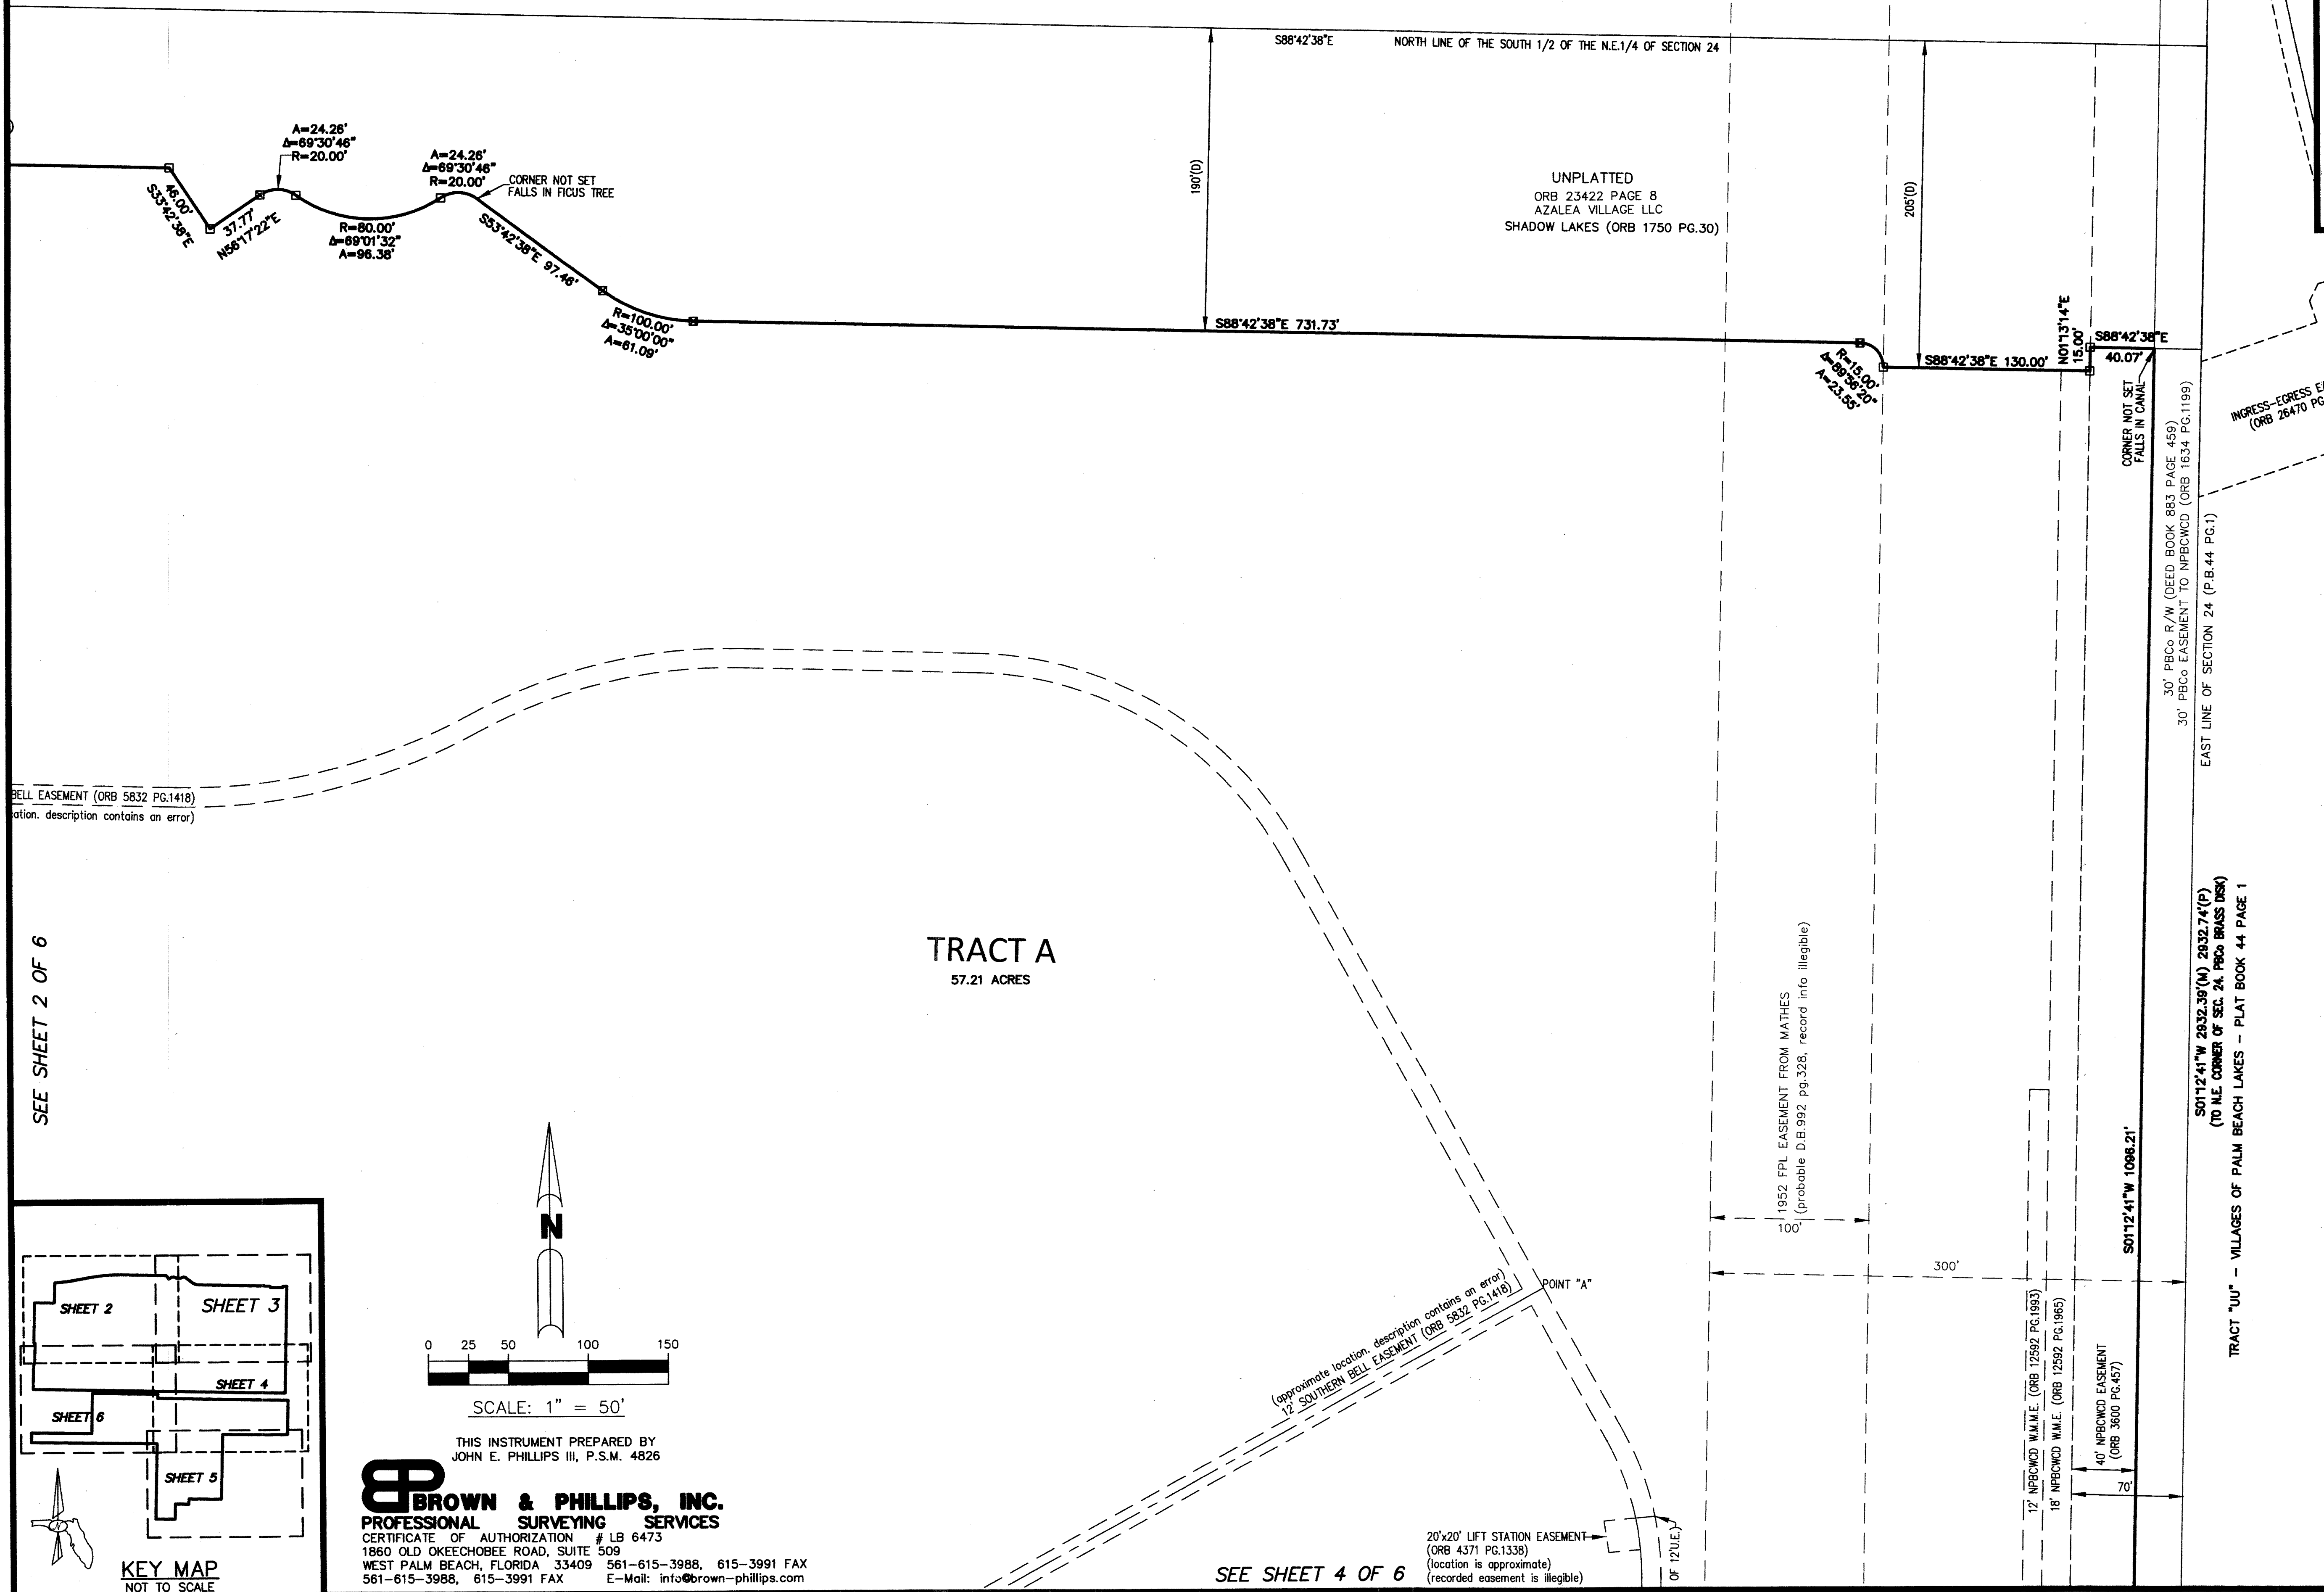 S88°42'38"E
NORTH LINE OF THE SOUTH 1/2 OF THE N.E.1/4 OF SECTION 24
A=24.26'
Δ=69°30'46"
R=20.00'
A=24.26'
Δ=69°30'46"
R=20.00'
CORNER NOT SET
FALLS IN FICUS TREE
46.00'
S33°42'38"E
37.77'
N56°17'22"E
R=80.00'
Δ=69°01'32"
A=96.38'
S53°42'38"E 97.46'
R=100.00'
Δ=35°00'00"
A=61.09'
190'(D)
S88°42'38"E 731.73'
UNPLATTED
ORB 23422 PAGE 8
AZALEA VILLAGE LLC
SHADOW LAKES (ORB 1750 PG.30)
205'(D)
R=15.00'
Δ=89°56'20"
A=23.55'
S88°42'38"E 130.00'
N01°13'14"E
15.00'
S88°42'38"E
40.07'
CORNER NOT SET
FALLS IN CANAL
INGRESS-EGRESS
(ORB 26470
30' PBCo R/W (DEED BOOK 883 PAGE 459)
30' PBCo EASEMENT TO NPBCWCD (ORB 1634 PG.1199)
EAST LINE OF SECTION 24 (P.B.44 PG.1)
BELL EASEMENT (ORB 5832 PG.1418)
description contains an error)
SEE SHEET 2 OF 6
TRACT A
57.21 ACRES
1952 FPL EASEMENT FROM MATHES
(probable D.B.992 pg.328, record info illegible)
100'
300'
S01°12'41"W 2932.39'(M) 2932.74'(P)
(TO N.E. CORNER OF SEC. 24. PBCo BRASS DISK)
TRACT "UU" – VILLAGES OF PALM BEACH LAKES – PLAT BOOK 44 PAGE 1
S01°12'41"W 1096.21'
POINT "A"
(approximate location. description contains an error)
12' SOUTHERN BELL EASEMENT (ORB 5832 PG.1418)
12' NPBCWCD W.M.E. (ORB 12592 PG.1993)
18' NPBCWCD W.M.E. (ORB 12592 PG.1965)
40' NPBCWCD EASEMENT
(ORB 3600 PG.457)
70'
N
0 25 50 100 150
SCALE: 1" = 50'
THIS INSTRUMENT PREPARED BY
JOHN E. PHILLIPS III, P.S.M. 4826
BP
BROWN & PHILLIPS, INC.
PROFESSIONAL SURVEYING SERVICES
CERTIFICATE OF AUTHORIZATION # LB 6473
1860 OLD OKEECHOBEE ROAD, SUITE 509
WEST PALM BEACH, FLORIDA 33409 561-615-3988, 615-3991 FAX
561-615-3988, 615-3991 FAX E-Mail: info@brown-phillips.com
SHEET 2
SHEET 3
SHEET 4
SHEET 6
SHEET 5
N
KEY MAP
NOT TO SCALE
SEE SHEET 4 OF 6
20'x20' LIFT STATION EASEMENT
(ORB 4371 PG.1338)
(location is approximate)
(recorded easement is illegible)
OF 12'U.E.)